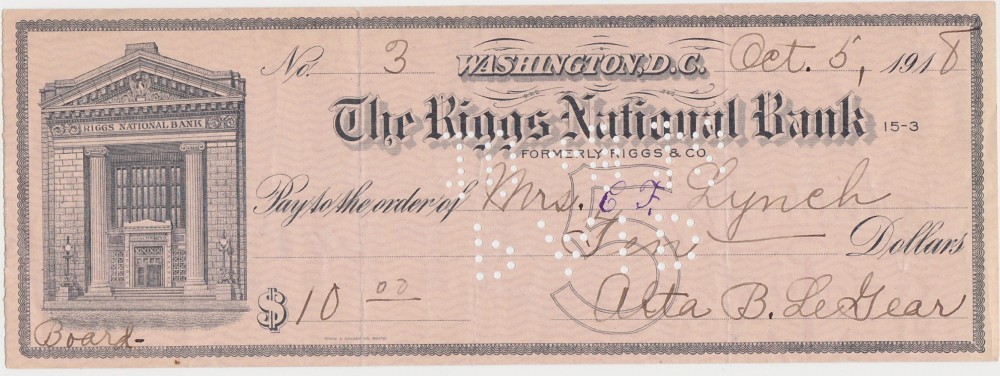 No. 3 WASHINGTON, D.C. Oct. 5, 1918
RIGGS NATIONAL BANK
The Riggs National Bank 15-3
FORMERLY RIGGS & CO
Pay to the order of Mrs. C F. Lynch
Ten Dollars
$10 00
Arta B. LeGear
Board-